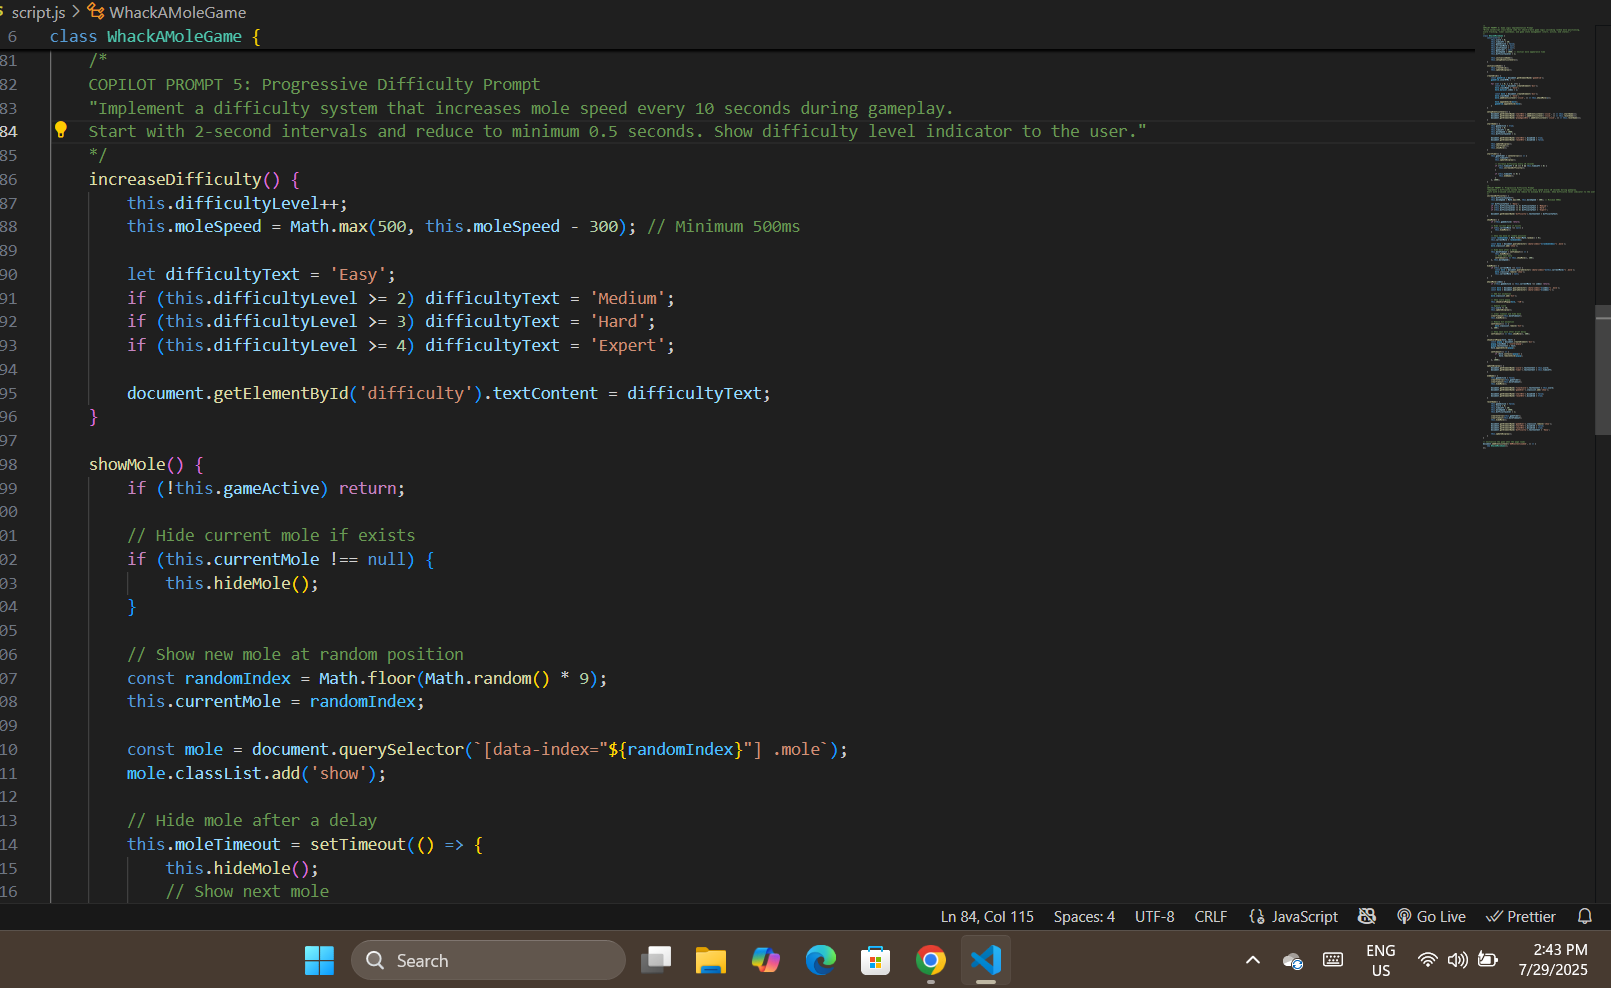 script.js > WhackAMoleGame
6 class WhackAMoleGame {
81 /*
82 COPILOT PROMPT 5: Progressive Difficulty Prompt
83 "Implement a difficulty system that increases mole speed every 10 seconds during gameplay.
84 Start with 2-second intervals and reduce to minimum 0.5 seconds. Show difficulty level indicator to the user."
85 */
86 increaseDifficulty() {
87 this.difficultyLevel++;
88 this.moleSpeed = Math.max(500, this.moleSpeed - 300); // Minimum 500ms
89
90 let difficultyText = 'Easy';
91 if (this.difficultyLevel >= 2) difficultyText = 'Medium';
92 if (this.difficultyLevel >= 3) difficultyText = 'Hard';
93 if (this.difficultyLevel >= 4) difficultyText = 'Expert';
94
95 document.getElementById('difficulty').textContent = difficultyText;
96 }
97
98 showMole() {
99 if (!this.gameActive) return;
00
01 // Hide current mole if exists
02 if (this.currentMole !== null) {
03 this.hideMole();
04 }
05
06 // Show new mole at random position
07 const randomIndex = Math.floor(Math.random() * 9);
08 this.currentMole = randomIndex;
09
10 const mole = document.querySelector(`[data-index="${randomIndex}"] .mole`);
11 mole.classList.add('show');
12
13 // Hide mole after a delay
14 this.moleTimeout = setTimeout(() => {
15 this.hideMole();
16 // Show next mole
Ln 84, Col 115 Spaces: 4 UTF-8 CRLF {} JavaScript Go Live Prettier
Search
ENG
US
2:43 PM
7/29/2025